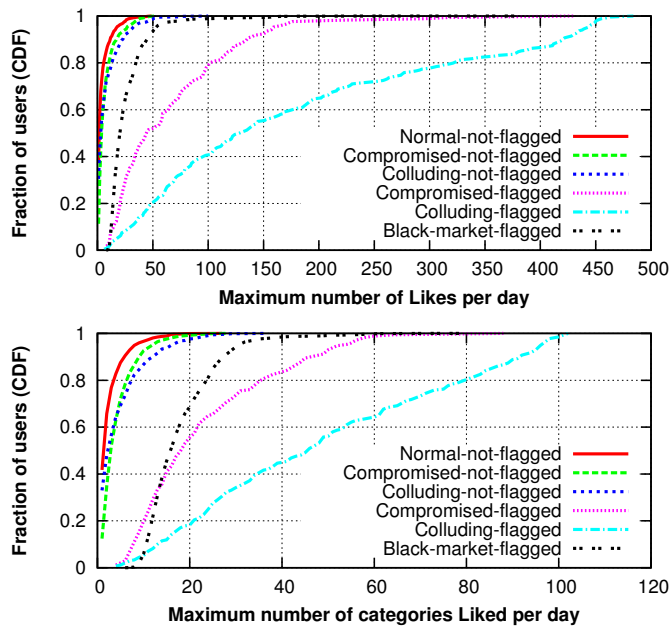 Fraction of users (CDF)
1
0.8
0.6
0.4
0.2
0
Normal-not-flagged
Compromised-not-flagged
Colluding-not-flagged
Compromised-flagged
Colluding-flagged
Black-market-flagged
0 50 100 150 200 250 300 350 400 450 500
Maximum number of Likes per day
Fraction of users (CDF)
1
0.8
0.6
0.4
0.2
0
Normal-not-flagged
Compromised-not-flagged
Colluding-not-flagged
Compromised-flagged
Colluding-flagged
Black-market-flagged
0 20 40 60 80 100 120
Maximum number of categories Liked per day